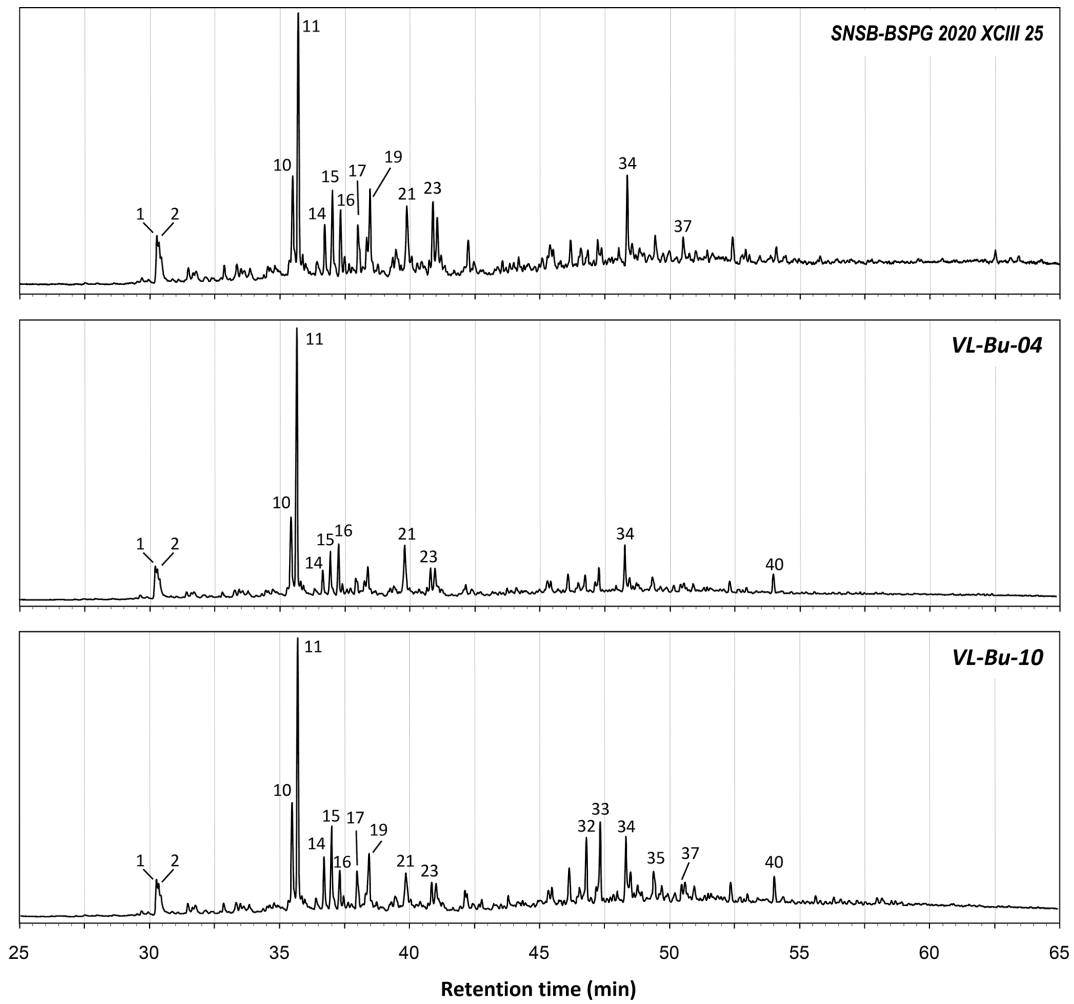 SNSB-BSPG 2020 XCIII 25
11
10
1 2
14 15 16 17 19 21 23 34 37
VL-Bu-04
11
10
1 2
14 15 16 21 23 34 40
VL-Bu-10
11
10
1 2
14 15 16 17 19 21 23 32 33 34 35 37 40
25 30 35 40 45 50 55 60 65
Retention time (min)